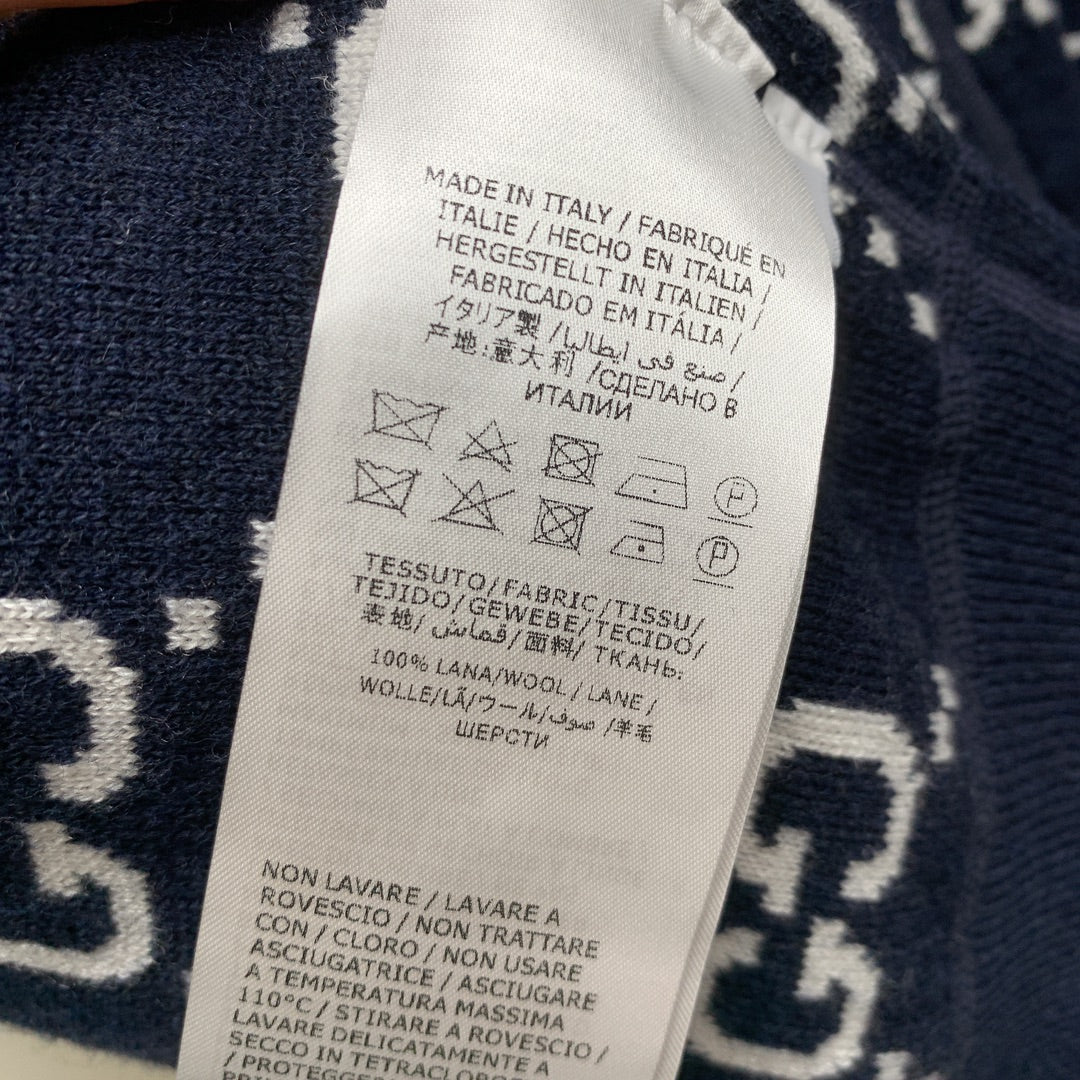 MADE IN ITALY / FABRIQUÉ EN
ITALIE / HECHO EN ITALIA /
HERGESTELLT IN ITALIEN /
FABRICADO EM ITÁLIA /
イタリア製 / صنع في ايطاليا /
产地:意大利 /СДЕЛАНО В
ИТАЛИИ
H
P
TESSUTO/FABRIC/TISSU/
TEJIDO/GEWEBE/TECIDO/
表地/ قماش/面料/ ТКАНЬ:
100% LANA/WOOL/LANE/
WOLLE/LÃ/ウール/صوف /羊毛
ШЕРСТИ
NON LAVARE / LAVARE A
ROVESCIO / NON TRATTARE
CON / CLORO / NON USARE
ASCIUGATRICE / ASCIUGARE
A TEMPERATURA MASSIMA
110°C / STIRARE A ROVESCIO /
LAVARE DELICATAMENTE A
SECCO IN